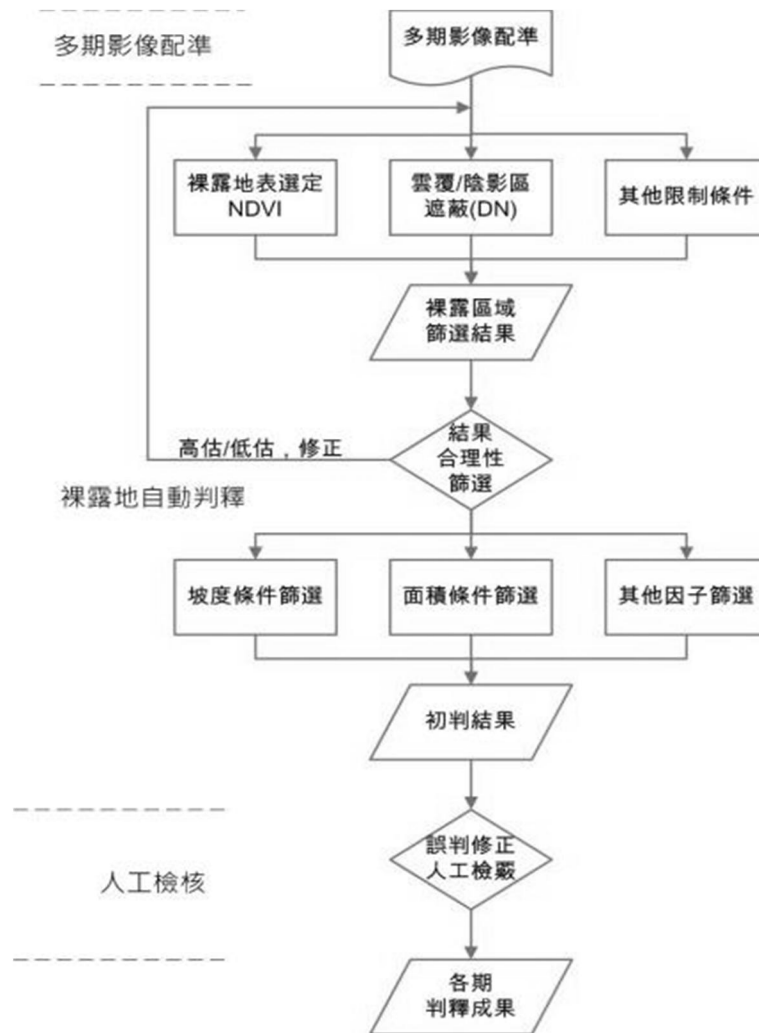 多期影像配準
多期影像配準
裸露地表選定
NDVI
雲覆/陰影區
遮蔽(DN)
其他限制條件
裸露區域
篩選結果
結果
合理性
篩選
高估/低估，修正
裸露地自動判釋
坡度條件篩選
面積條件篩選
其他因子篩選
初判結果
誤判修正
人工檢覈
人工檢核
各期
判釋成果